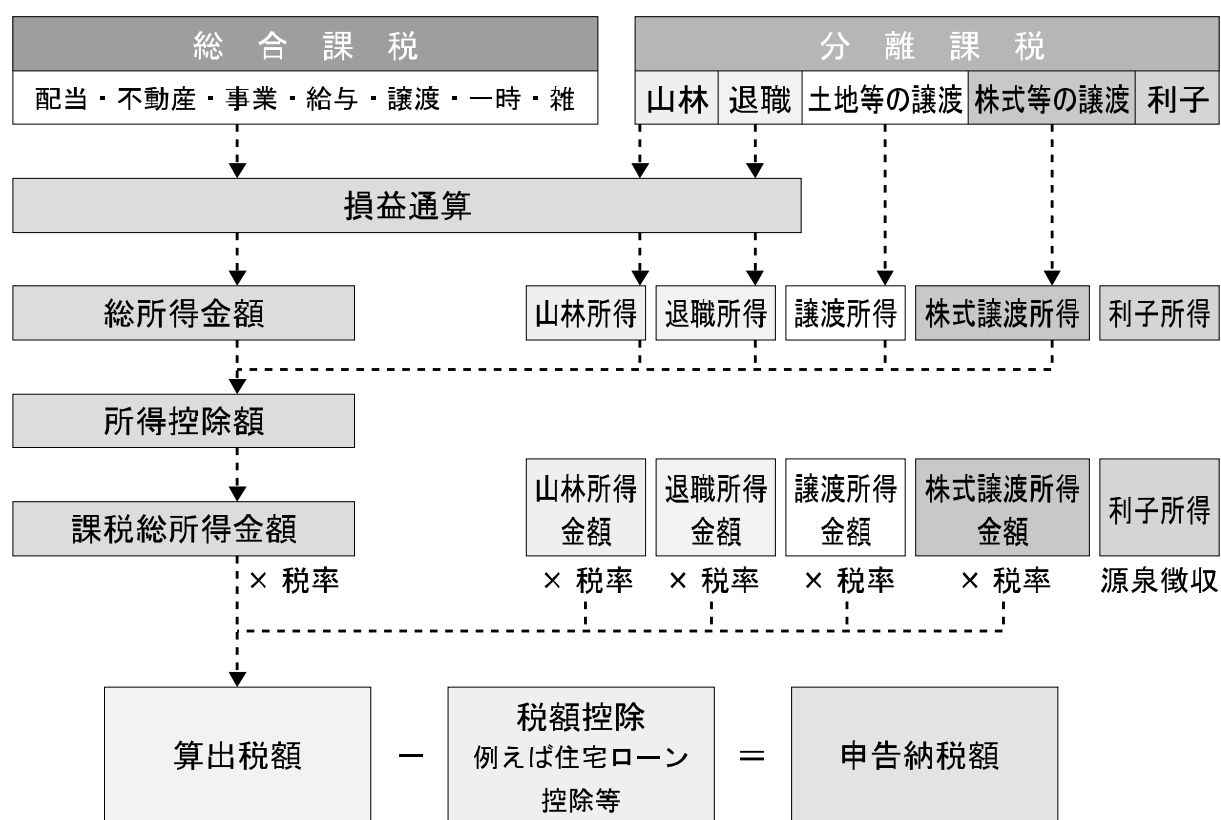 総合課税
分離課税
配当・不動産・事業・給与・譲渡・一時・雑
山林
退職
土地等の譲渡
株式等の譲渡
利子
損益通算
総所得金額
山林所得
退職所得
譲渡所得
株式譲渡所得
利子所得
所得控除額
課税総所得金額
山林所得
金額
退職所得
金額
譲渡所得
金額
株式譲渡所得
金額
利子所得
× 税率
× 税率
× 税率
× 税率
× 税率
源泉徴収
算出税額
−
税額控除
例えば住宅ローン
控除等
=
申告納税額